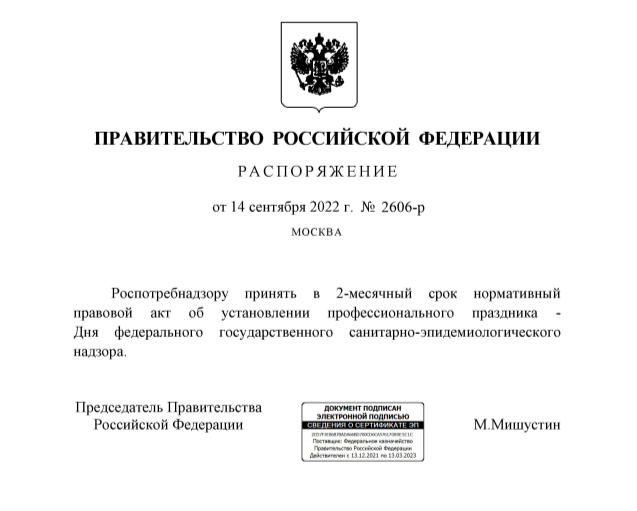 ПРАВИТЕЛЬСТВО РОССИЙСКОЙ ФЕДЕРАЦИИ
РАСПОРЯЖЕНИЕ
от 14 сентября 2022 г. № 2606-р
МОСКВА
Роспотребнадзору принять в 2-месячный срок нормативный
правовой акт об установлении профессионального праздника -
Дня федерального государственного санитарно-эпидемиологического
надзора.
Председатель Правительства
Российской Федерации
ДОКУМЕНТ ПОДПИСАН
ЭЛЕКТРОННОЙ ПОДПИСЬЮ
СВЕДЕНИЯ О СЕРТИФИКАТЕ ЭП
Поставщик: Федеральное казначейство
Правительство Российской Федерации
Действителен с 13.12.2021 по 13.03.2023
М.Мишустин